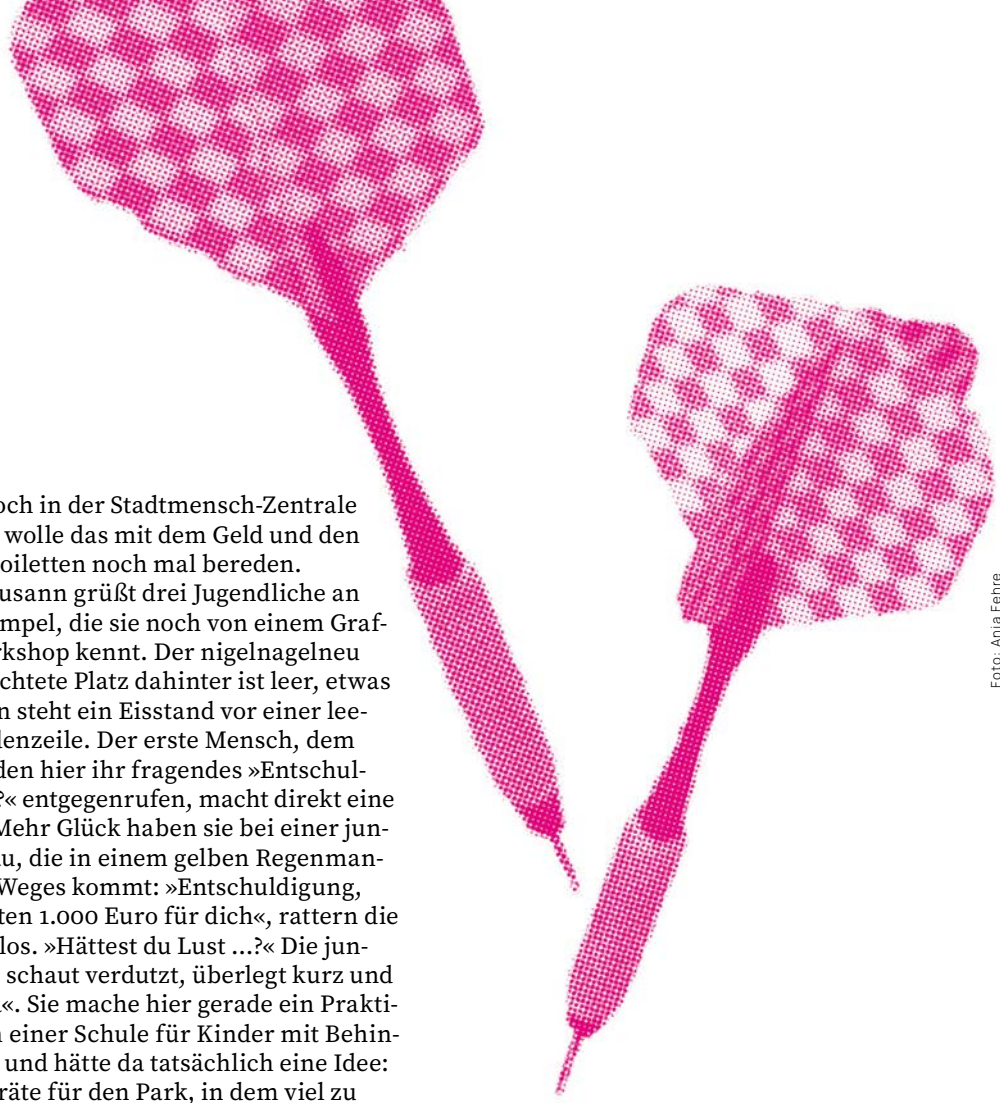 och in der Stadtmensch-Zentrale
wolle das mit dem Geld und den
oiletten noch mal bereden.
usann grüßt drei Jugendliche an
mpel, die sie noch von einem Graf-
rkshop kennt. Der nigelnagelneu
chtete Platz dahinter ist leer, etwas
n steht ein Eisstand vor einer lee-
lenzeile. Der erste Mensch, dem
den hier ihr fragendes »Entschul-
?« entgegenrufen, macht direkt eine
Mehr Glück haben sie bei einer jun-
u, die in einem gelben Regenman-
Weges kommt: »Entschuldigung,
ten 1.000 Euro für dich«, rattern die
los. »Hättest du Lust ...?« Die jun-
schaut verdutzt, überlegt kurz und
«. Sie mache hier gerade ein Prakti-
n einer Schule für Kinder mit Behin-
und hätte da tatsächlich eine Idee:
räte für den Park, in dem viel zu
Foto: Anja Fehre